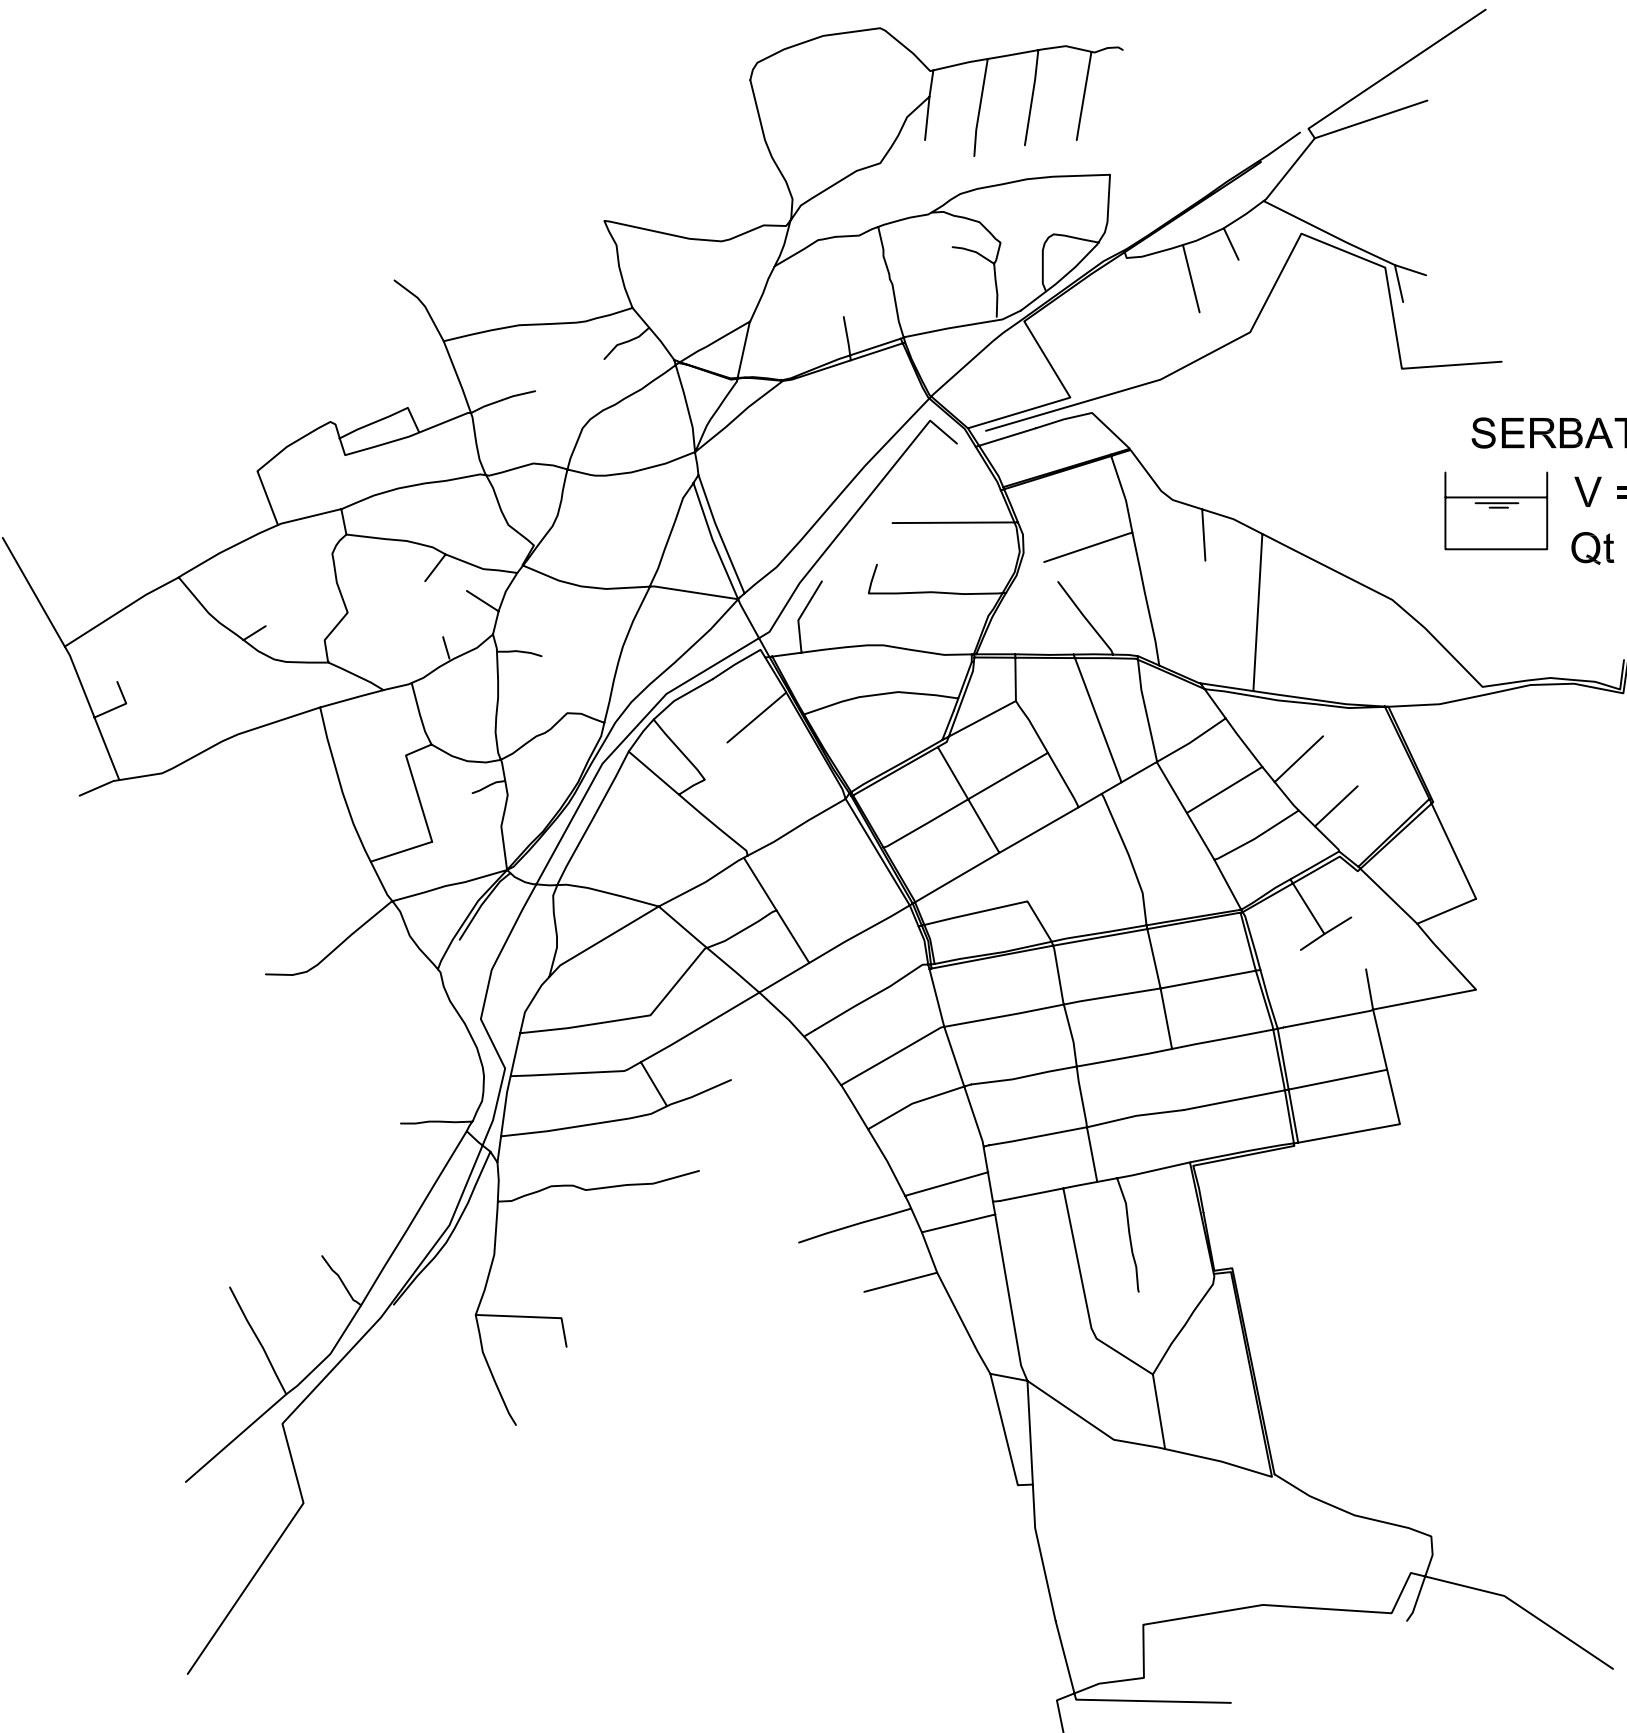 SERBAT
V =
Qt